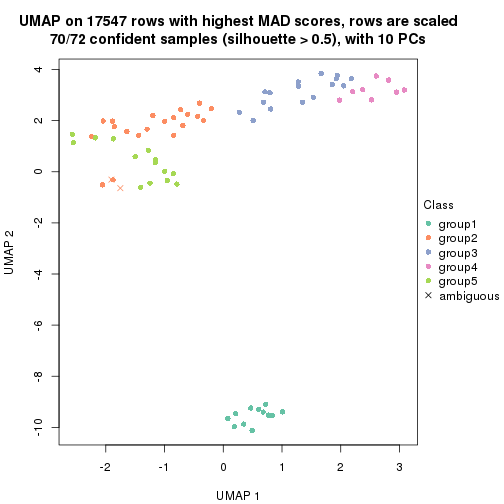 UMAP on 17547 rows with highest MAD scores, rows are scaled
70/72 confident samples (silhouette > 0.5), with 10 PCs
4
2
0
-2
-4
-6
-8
-10
UMAP 2
-2
-1
0
1
2
3
UMAP 1
Class
group1
group2
group3
group4
group5
ambiguous